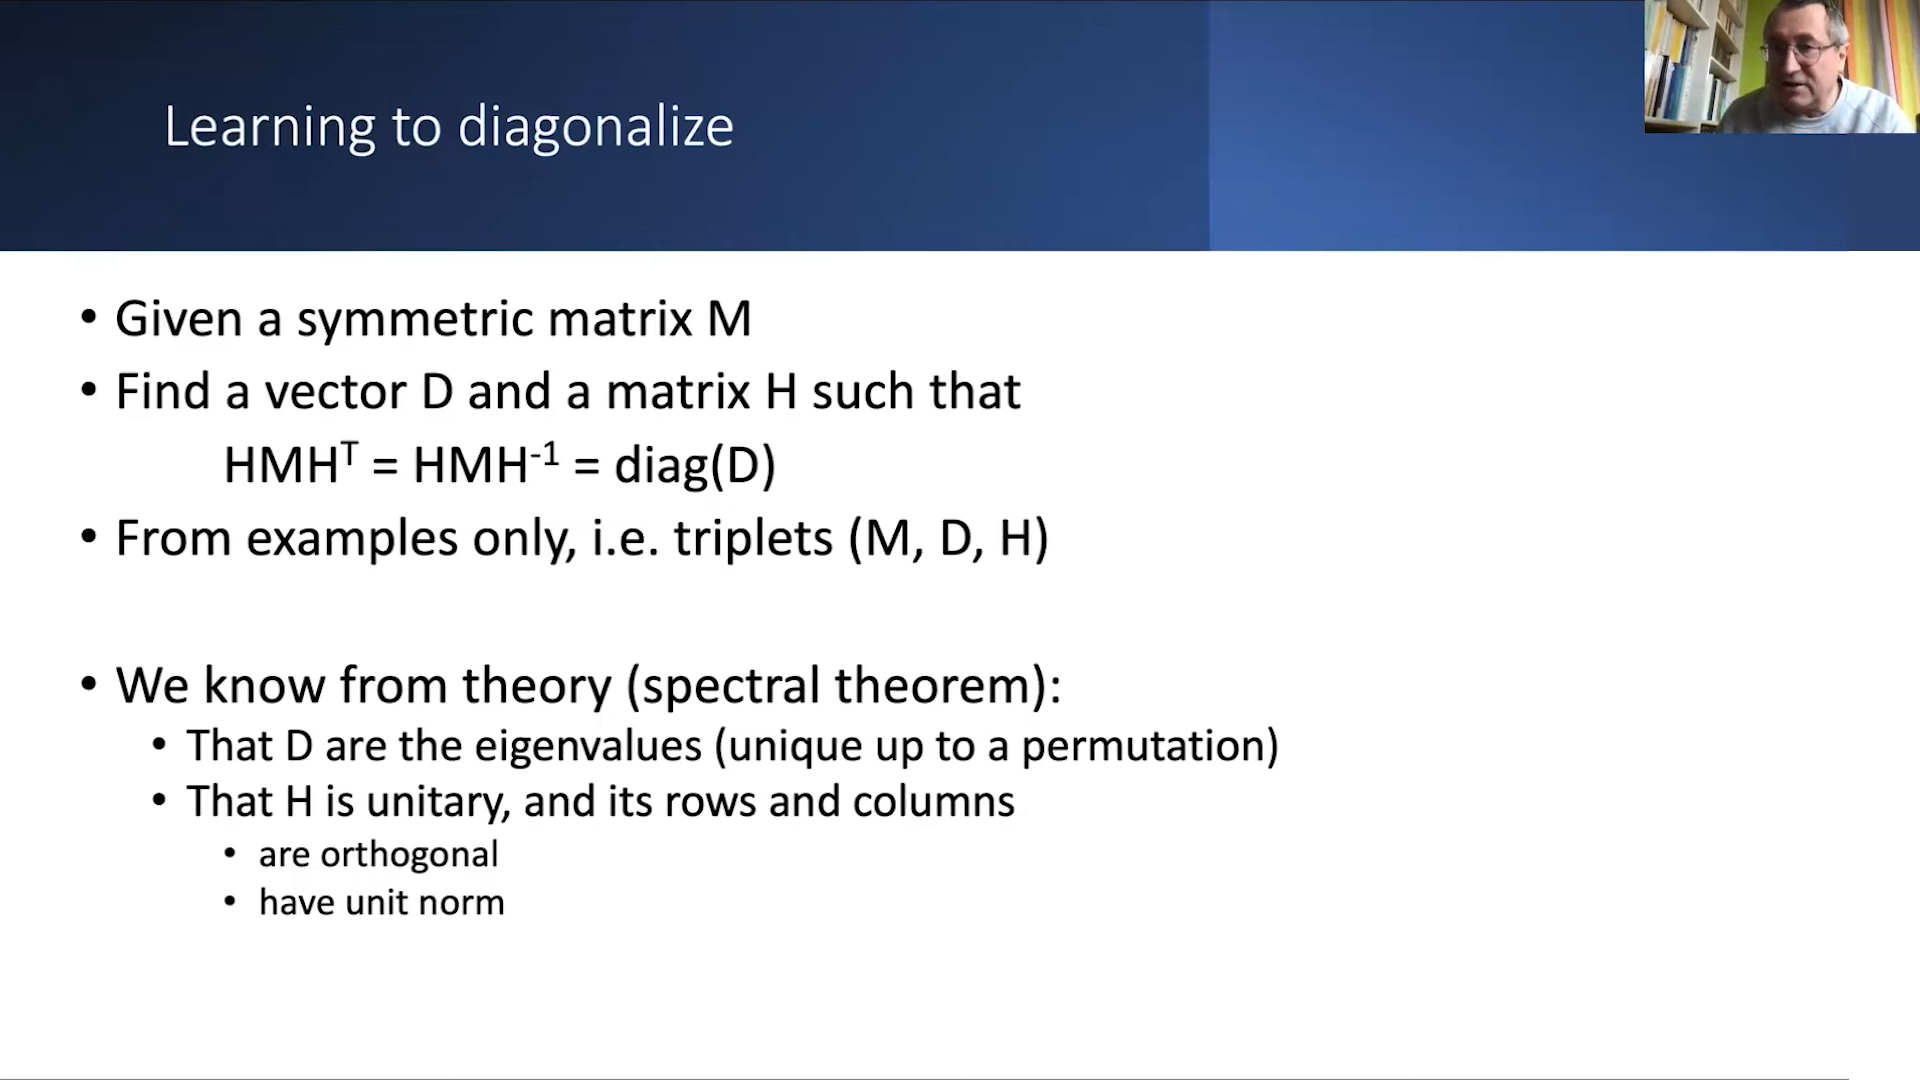 Learning to diagonalize
• Given a symmetric matrix M
• Find a vector D and a matrix H such that
HMHᵀ = HMH⁻¹ = diag(D)
• From examples only, i.e. triplets (M, D, H)
• We know from theory (spectral theorem):
• That D are the eigenvalues (unique up to a permutation)
• That H is unitary, and its rows and columns
• are orthogonal
• have unit norm